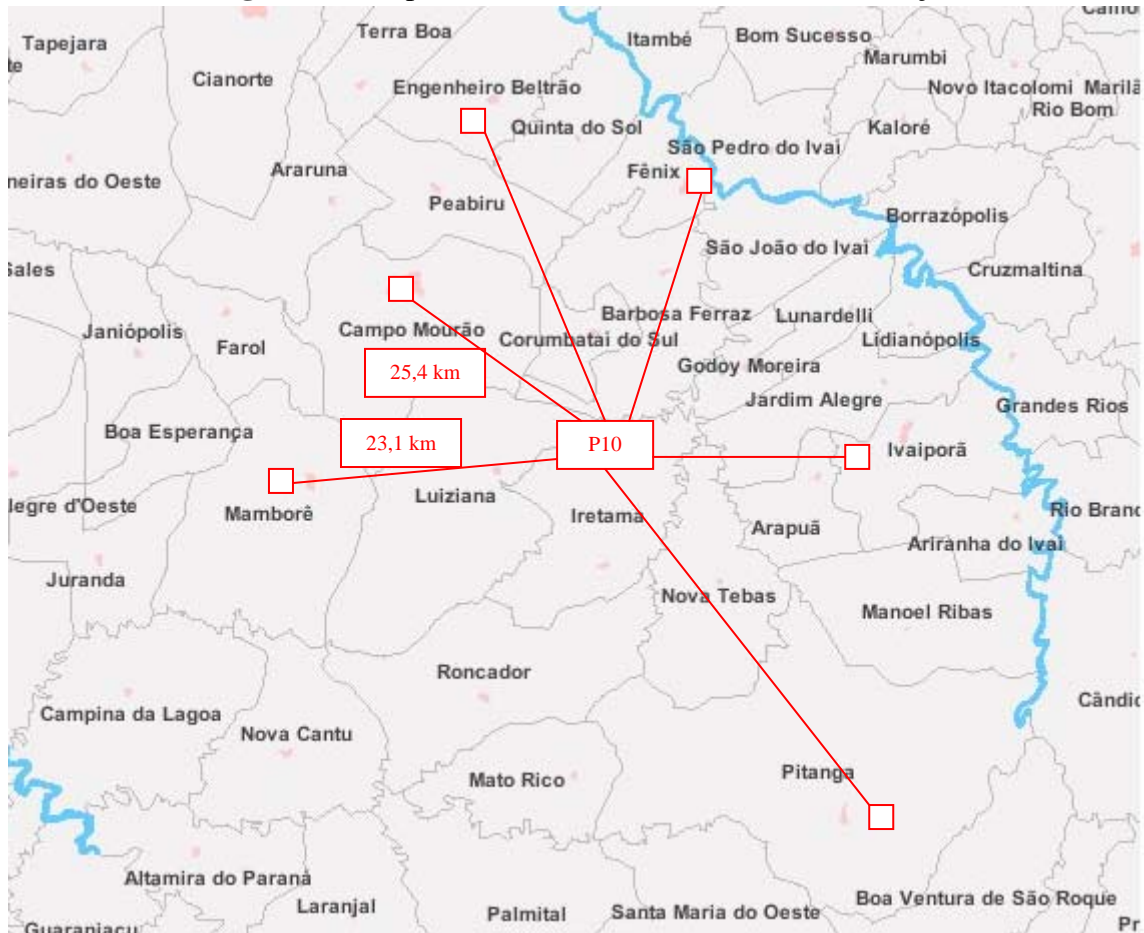 Terra Boa
Tapejara
Cianorte
Itambé
Bom Sucesso
Marumbi
Engenheiro Beltrão
Novo Itacolomi
Rio Bom
Quinta do Sol
Kaloré
São Pedro do Ivaí
Araruna
Fênix
neiras do Oeste
Peabiru
Borrazópolis
São João do Ivaí
Sales
Cruzmaltina
Janiópolis
Farol
Campo Mourão
Barbosa Ferraz
Lunardelli
Corumbataí do Sul
Lidianópolis
25,4 km
Godoy Moreira
Jardim Alegre
Grandes Rios
Boa Esperança
23,1 km
P10
Ivaiporã
Luiziana
legre d'Oeste
Mamborê
Iretama
Arapuã
Rio Branc
Ariranha do Ivaí
Juranda
Nova Tebas
Manoel Ribas
Roncador
Campina da Lagoa
Nova Cantu
Cândid
Mato Rico
Pitanga
Altamira do Paraná
Laranjal
Palmital
Santa Maria do Oeste
Boa Ventura de São Roque
Pr